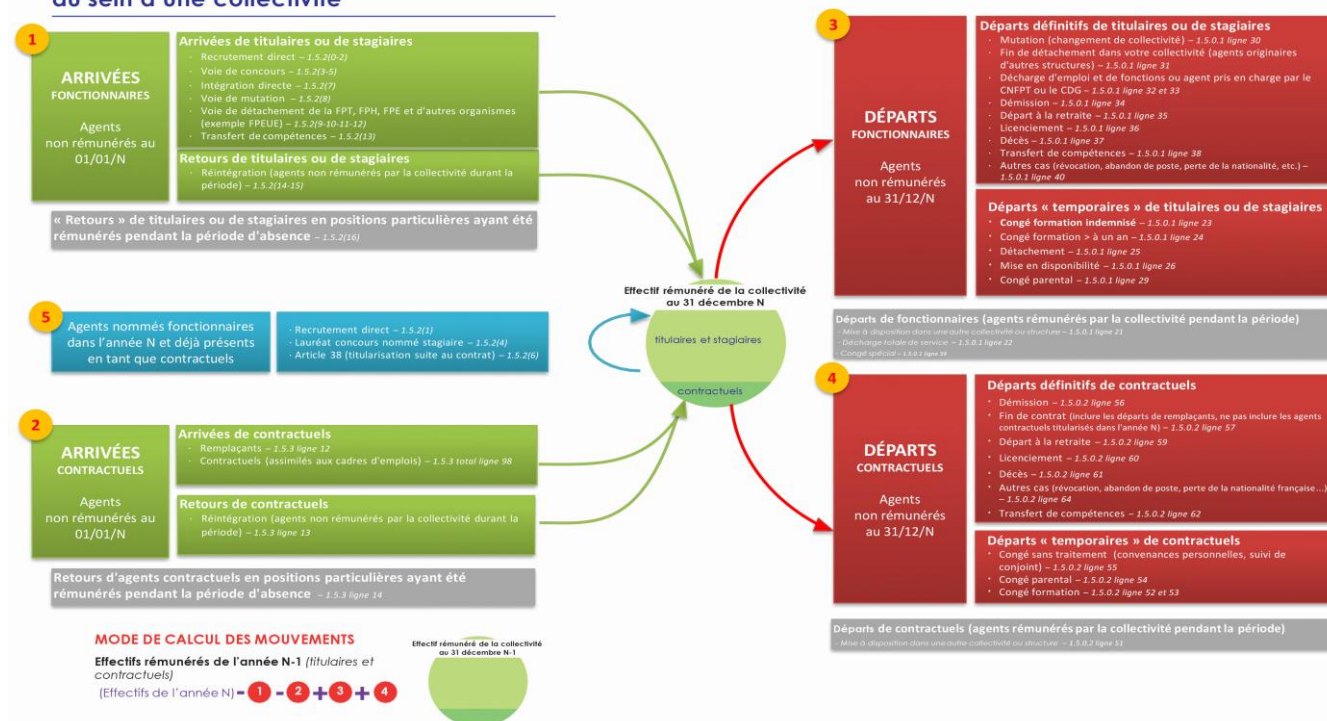 au sein d'une collectivité
1
ARRIVÉES
FONCTIONNAIRES
Agents
non rémunérés au
01/01/N
Arrivées de titulaires ou de stagiaires
· Recrutement direct – 1.5.2(0-2)
· Voie de concours – 1.5.2(3-5)
· Intégration directe – 1.5.2(7)
· Voie de mutation – 1.5.2(8)
· Voie de détachement de la FPT, FPH, FPE et d'autres organismes
(exemple FPEUE) – 1.5.2(9-10-11-12)
· Transfert de compétences – 1.5.2(13)
Retours de titulaires ou de stagiaires
· Réintégration (agents non rémunérés par la collectivité durant la
période) – 1.5.2(14-15)
« Retours » de titulaires ou de stagiaires en positions particulières ayant été
rémunérés pendant la période d'absence – 1.5.2(16)
5
Agents nommés fonctionnaires
dans l'année N et déjà présents
en tant que contractuels
· Recrutement direct – 1.5.2(1)
· Lauréat concours nommé stagiaire – 1.5.2(4)
· Article 38 (titularisation suite au contrat) – 1.5.2(6)
2
ARRIVÉES
CONTRACTUELS
Agents
non rémunérés au
01/01/N
Arrivées de contractuels
· Remplaçants – 1.5.3 ligne 12
· Contractuels (assimilés aux cadres d'emplois) – 1.5.3 total ligne 98
Retours de contractuels
· Réintégration (agents non rémunérés par la collectivité durant la
période) – 1.5.3 ligne 13
Retours d'agents contractuels en positions particulières ayant été
rémunérés pendant la période d'absence – 1.5.3 ligne 14
MODE DE CALCUL DES MOUVEMENTS
Effectifs rémunérés de l'année N-1 (titulaires et
contractuels)
(Effectifs de l'année N) - 1 - 2 + 3 + 4
Effectif rémunéré de la collectivité
au 31 décembre N-1
Effectif rémunéré de la collectivité
au 31 décembre N
titulaires et stagiaires
contractuels
3
DÉPARTS
FONCTIONNAIRES
Agents
non rémunérés
au 31/12/N
Départs définitifs de titulaires ou de stagiaires
· Mutation (changement de collectivité) – 1.5.0.1 ligne 30
· Fin de détachement dans votre collectivité (agents originaires
d'autres structures) – 1.5.0.1 ligne 31
· Décharge d'emploi et de fonctions ou agent pris en charge par le
CNFPT ou le CDG – 1.5.0.1 ligne 32 et 33
· Démission – 1.5.0.1 ligne 34
· Départ à la retraite – 1.5.0.1 ligne 35
· Licenciement – 1.5.0.1 ligne 36
· Décès – 1.5.0.1 ligne 37
· Transfert de compétences – 1.5.0.1 ligne 38
· Autres cas (révocation, abandon de poste, perte de la nationalité, etc.) –
1.5.0.1 ligne 40
Départs « temporaires » de titulaires ou de stagiaires
· Congé formation indemnisé – 1.5.0.1 ligne 23
· Congé formation > à un an – 1.5.0.1 ligne 24
· Détachement – 1.5.0.1 ligne 25
· Mise en disponibilité – 1.5.0.1 ligne 26
· Congé parental – 1.5.0.1 ligne 29
Départs de fonctionnaires (agents rémunérés par la collectivité pendant la période)
- Mise à disposition dans une autre collectivité ou structure – 1.5.0.1 ligne 21
- Décharge totale de service – 1.5.0.1 ligne 22
- Congé spécial – 1.5.0.1 ligne
4
DÉPARTS
CONTRACTUELS
Agents
non rémunérés
au 31/12/N
Départs définitifs de contractuels
· Démission – 1.5.0.2 ligne 56
· Fin de contrat (inclure les départs de remplaçants, ne pas inclure les agents
contractuels titularisés dans l'année N) – 1.5.0.2 ligne 57
· Départ à la retraite – 1.5.0.2 ligne 59
· Licenciement – 1.5.0.2 ligne 60
· Décès – 1.5.0.2 ligne 61
· Autres cas (révocation, abandon de poste, perte de la nationalité française...)
– 1.5.0.2 ligne 64
· Transfert de compétences – 1.5.0.2 ligne 62
Départs « temporaires » de contractuels
· Congé sans traitement (convenances personnelles, suivi de
conjoint) – 1.5.0.2 ligne 55
· Congé parental – 1.5.0.2 ligne 54
· Congé formation – 1.5.0.2 ligne 52 et 53
Départs de contractuels (agents rémunérés par la collectivité pendant la période)
- Mise à disposition dans une autre collectivité ou structure – 1.5.0.2 ligne 51